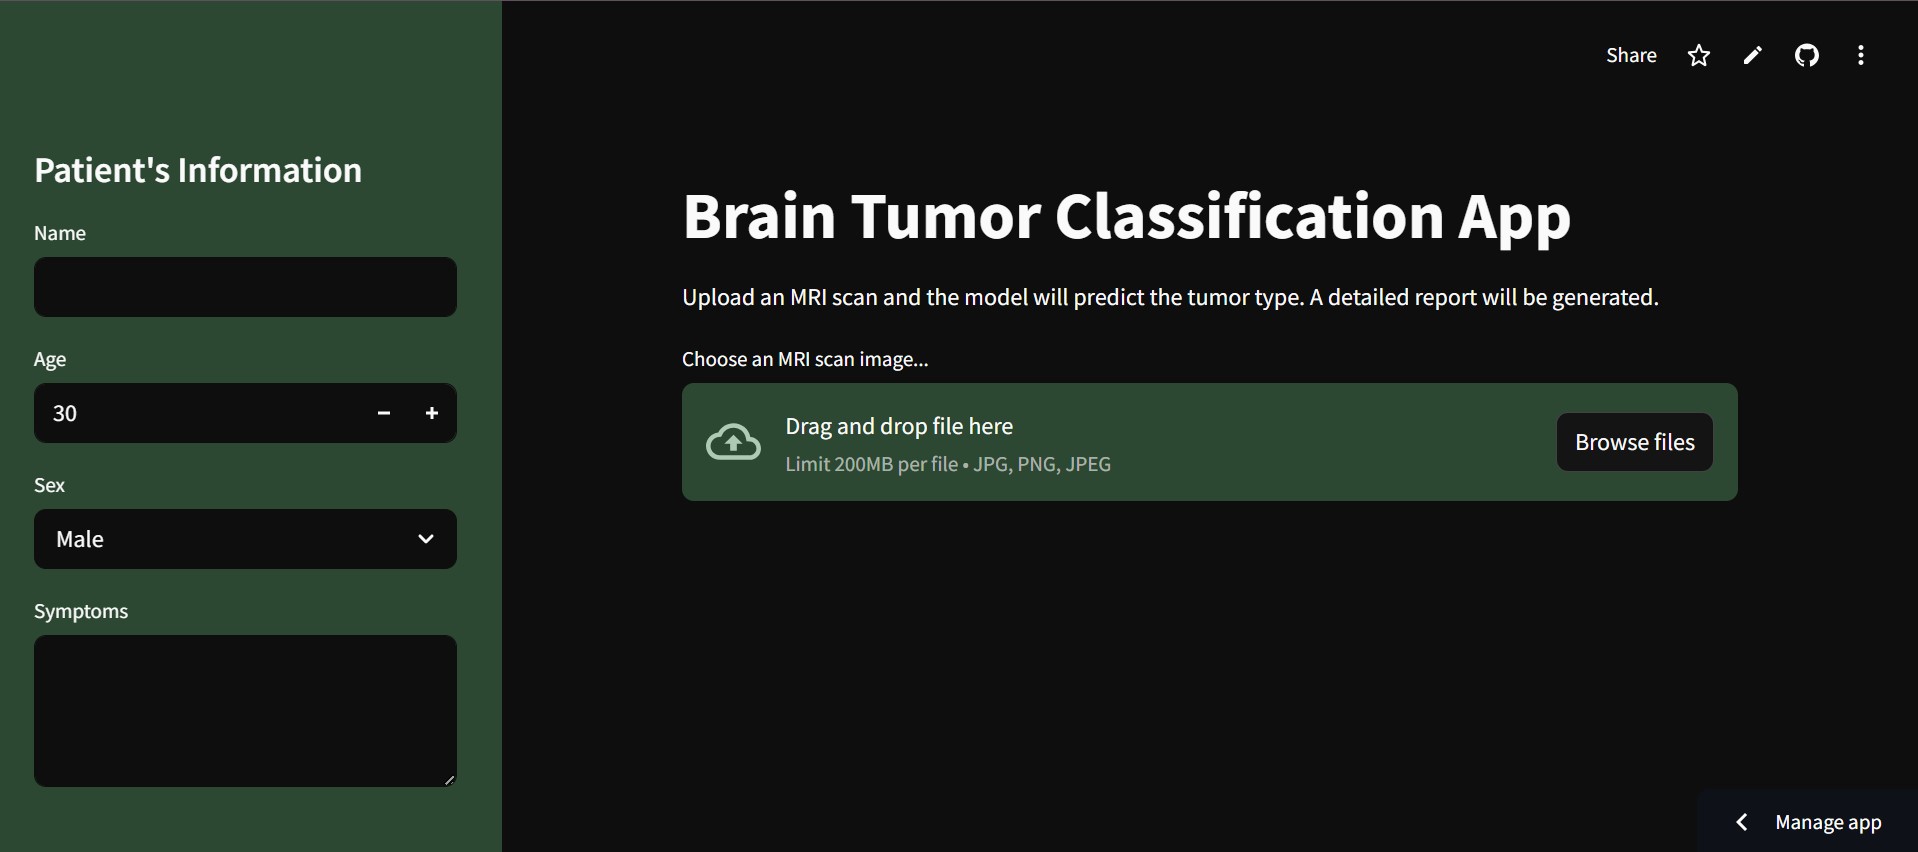 Share
Patient's Information
Name
Age
30
Sex
Male
Symptoms
Brain Tumor Classification App
Upload an MRI scan and the model will predict the tumor type. A detailed report will be generated.
Choose an MRI scan image...
Drag and drop file here
Limit 200MB per file • JPG, PNG, JPEG
Browse files
Manage app